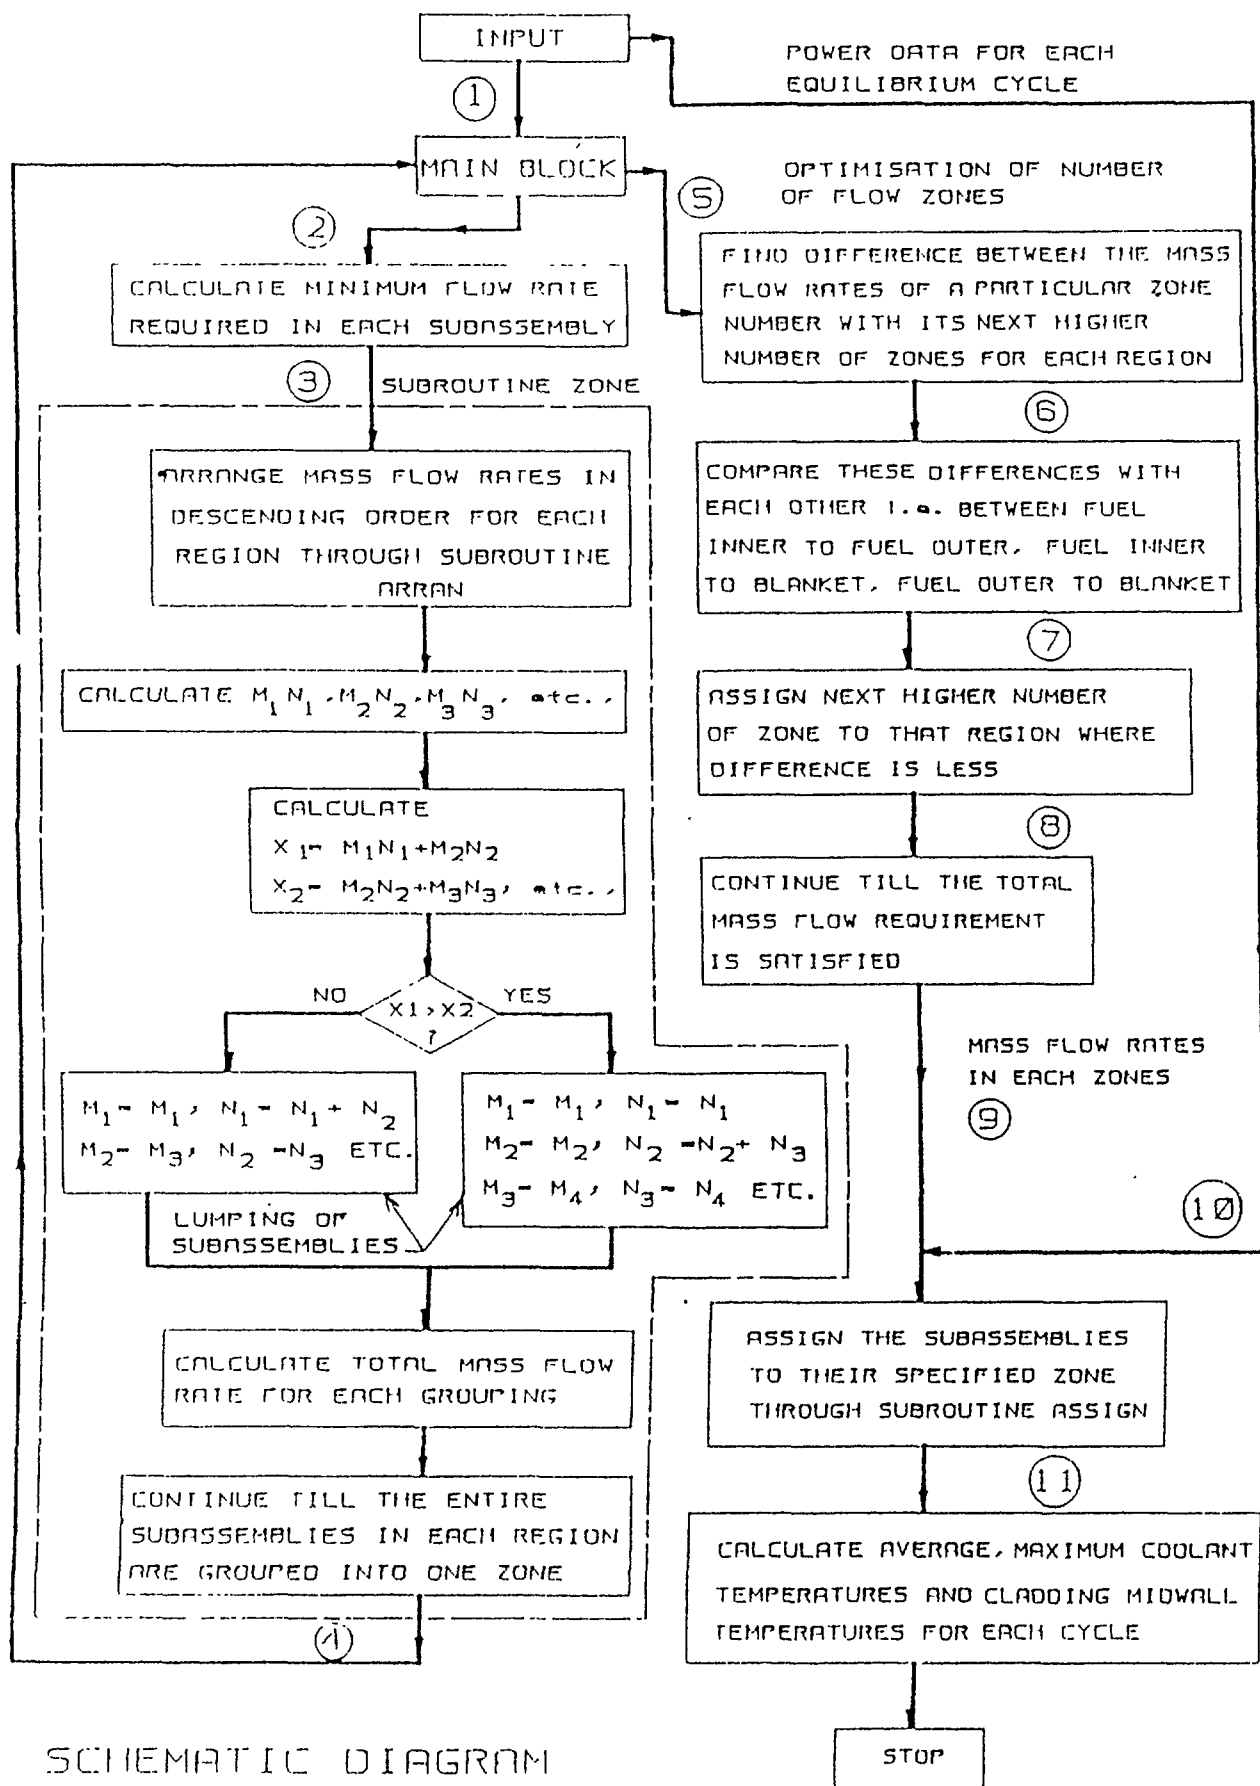 INPUT
POWER DATA FOR EACH
EQUILIBRIUM CYCLE
1
MAIN BLOCK
OPTIMISATION OF NUMBER
OF FLOW ZONES
5
2
CALCULATE MINIMUM FLOW RATE
REQUIRED IN EACH SUBASSEMBLY
FIND DIFFERENCE BETWEEN THE MASS
FLOW RATES OF A PARTICULAR ZONE
NUMBER WITH ITS NEXT HIGHER
NUMBER OF ZONES FOR EACH REGION
3
SUBROUTINE ZONE
6
ARRANGE MASS FLOW RATES IN
DESCENDING ORDER FOR EACH
REGION THROUGH SUBROUTINE
ARRAN
COMPARE THESE DIFFERENCES WITH
EACH OTHER i.e. BETWEEN FUEL
INNER TO FUEL OUTER, FUEL INNER
TO BLANKET, FUEL OUTER TO BLANKET
7
CALCULATE M1N1, M2N2, M3N3, etc..,
ASSIGN NEXT HIGHER NUMBER
OF ZONE TO THAT REGION WHERE
DIFFERENCE IS LESS
CALCULATE
X1= M1N1+M2N2
X2= M2N2+M3N3, etc..,
8
CONTINUE TILL THE TOTAL
MASS FLOW REQUIREMENT
IS SATISFIED
NO
X1>X2
?
YES
MASS FLOW RATES
IN EACH ZONES
9
M1= M1, N1= N1+ N2
M2= M3, N2 =N3 ETC.
M1= M1, N1= N1
M2= M2, N2 =N2+ N3
M3= M4, N3= N4 ETC.
LUMPING OF
SUBASSEMBLIES
10
CALCULATE TOTAL MASS FLOW
RATE FOR EACH GROUPING
ASSIGN THE SUBASSEMBLIES
TO THEIR SPECIFIED ZONE
THROUGH SUBROUTINE ASSIGN
11
CONTINUE TILL THE ENTIRE
SUBASSEMBLIES IN EACH REGION
ARE GROUPED INTO ONE ZONE
CALCULATE AVERAGE, MAXIMUM COOLANT
TEMPERATURES AND CLADDING MIDWALL
TEMPERATURES FOR EACH CYCLE
4
STOP
SCHEMATIC DIAGRAM